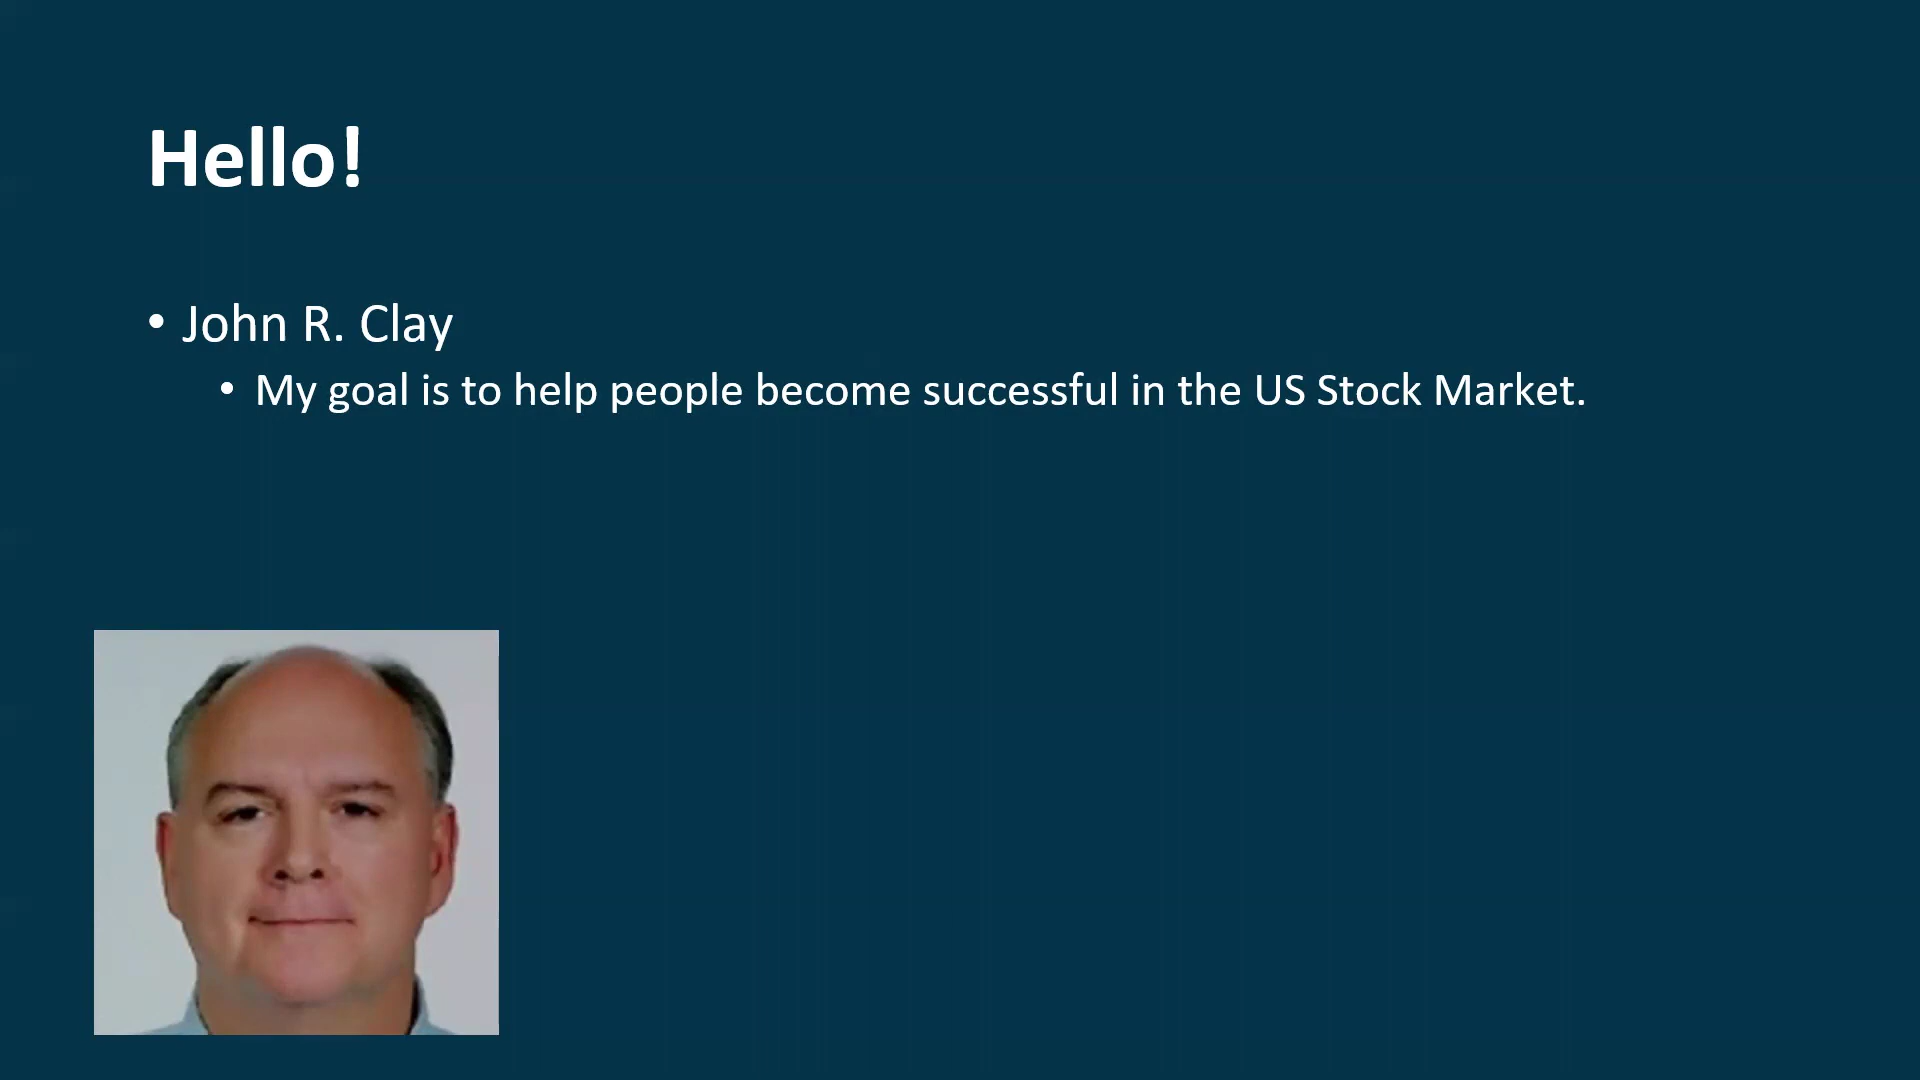 Hello!
• John R. Clay
• My goal is to help people become successful in the US Stock Market.